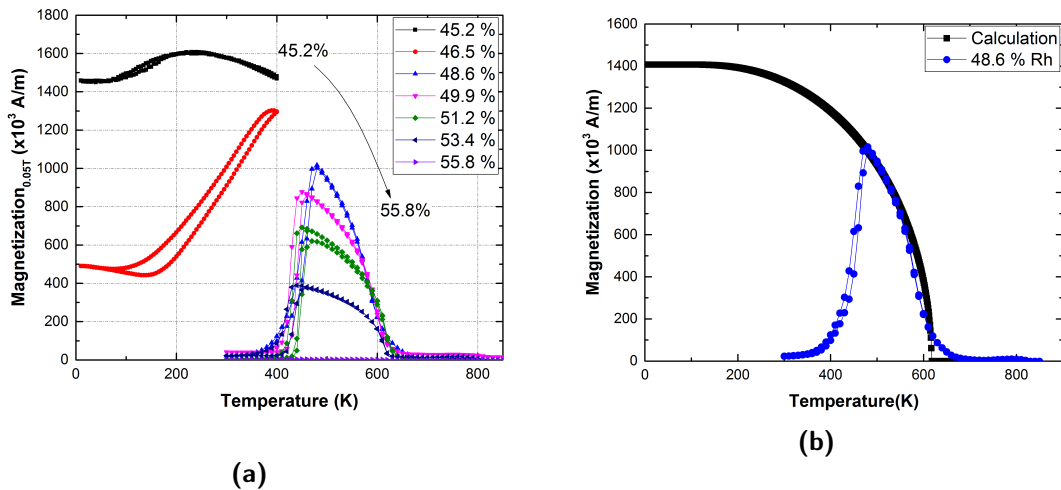 1800
1600
1400
1200
1000
800
600
400
200
0
0 200 400 600 800
Magnetization0.05T (x10³ A/m)
Temperature (K)
45.2 %
46.5 %
48.6 %
49.9 %
51.2 %
53.4 %
55.8 %
45.2%
55.8%
(a)
1600
1400
1200
1000
800
600
400
200
0
0 200 400 600 800
Magnetization (x10³ A/m)
Temperature(K)
Calculation
48.6 % Rh
(b)